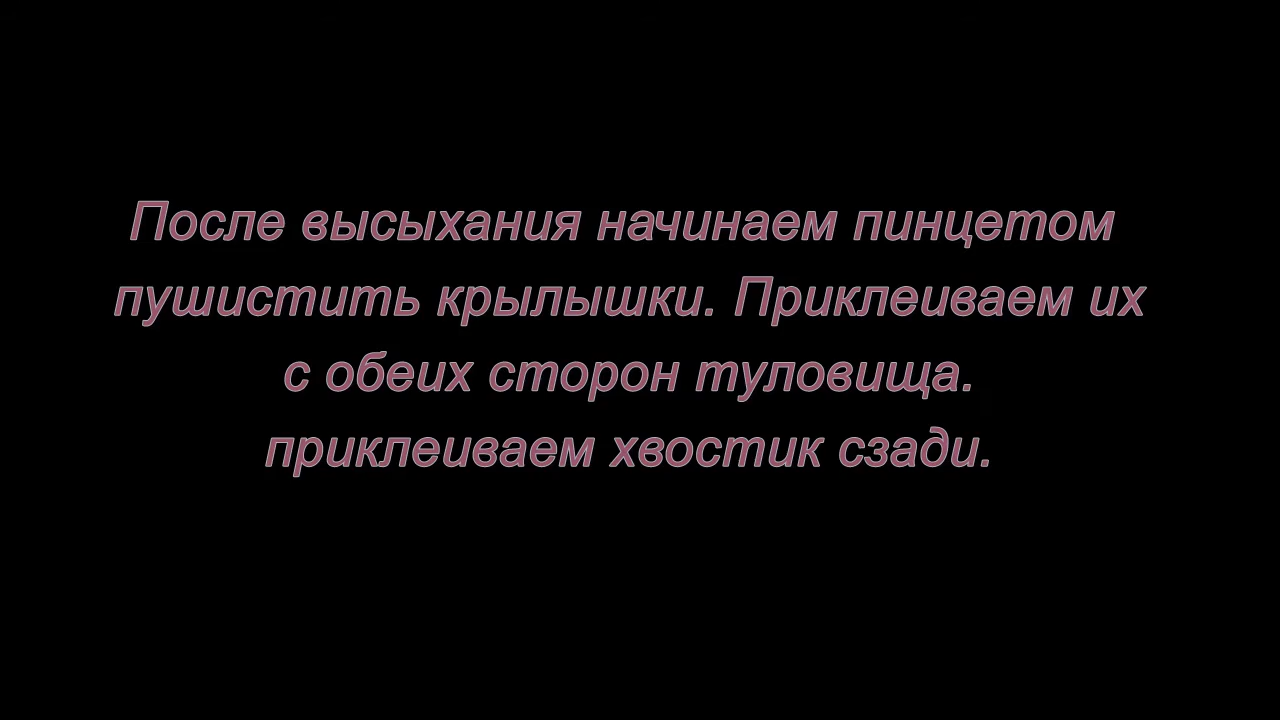 После высыхания начинаем пинцетом
пушистить крылышки. Приклеиваем их
с обеих сторон туловища.
приклеиваем хвостик сзади.